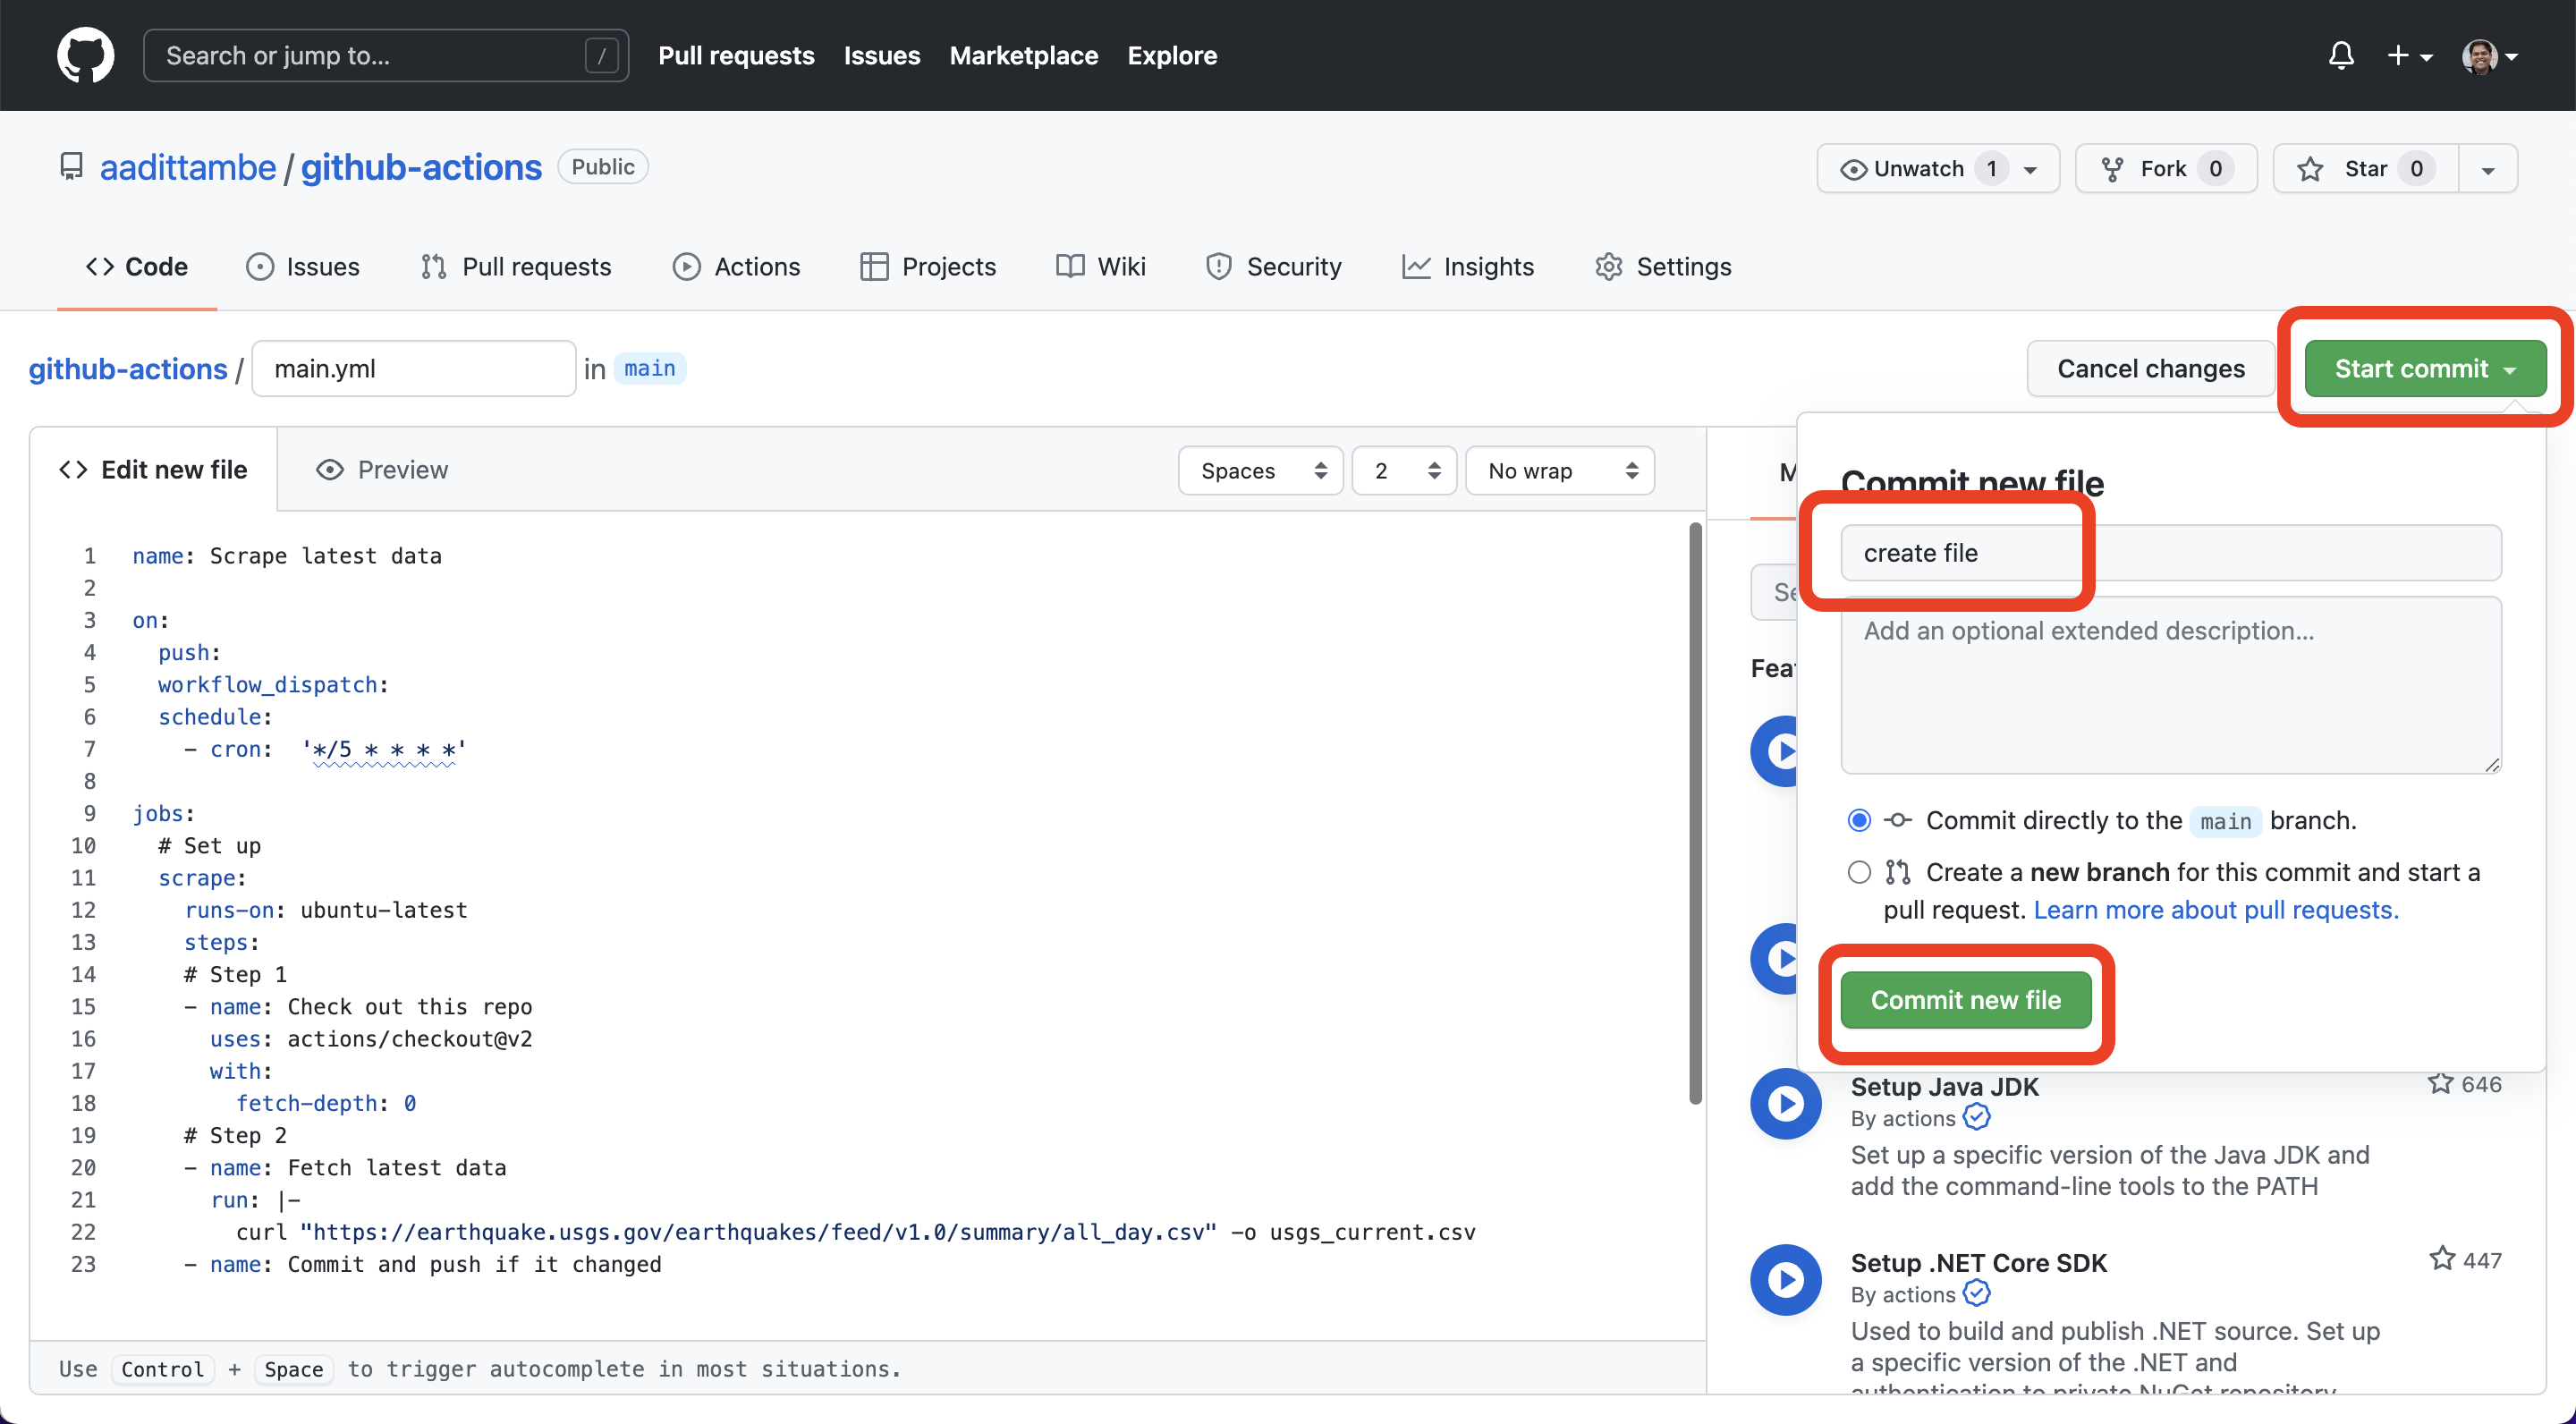 Search or jump to... /
Pull requests Issues Marketplace Explore
aadittambe / github-actions Public
Unwatch 1 Fork 0 Star 0
Code Issues Pull requests Actions Projects Wiki Security Insights Settings
github-actions / main.yml in main
Cancel changes Start commit
Edit new file Preview
Spaces 2 No wrap
1 name: Scrape latest data
2
3 on:
4 push:
5 workflow_dispatch:
6 schedule:
7 - cron: '*/5 * * * *'
8
9 jobs:
10 # Set up
11 scrape:
12 runs-on: ubuntu-latest
13 steps:
14 # Step 1
15 - name: Check out this repo
16 uses: actions/checkout@v2
17 with:
18 fetch-depth: 0
19 # Step 2
20 - name: Fetch latest data
21 run: |-
22 curl "https://earthquake.usgs.gov/earthquakes/feed/v1.0/summary/all_day.csv" -o usgs_current.csv
23 - name: Commit and push if it changed
Use Control + Space to trigger autocomplete in most situations.
Commit new file
create file
Add an optional extended description...
Commit directly to the main branch.
Create a new branch for this commit and start a
pull request. Learn more about pull requests.
Commit new file
Setup Java JDK 646
By actions
Set up a specific version of the Java JDK and
add the command-line tools to the PATH
Setup .NET Core SDK 447
By actions
Used to build and publish .NET source. Set up
a specific version of the .NET and
authentication to private NuGet repository